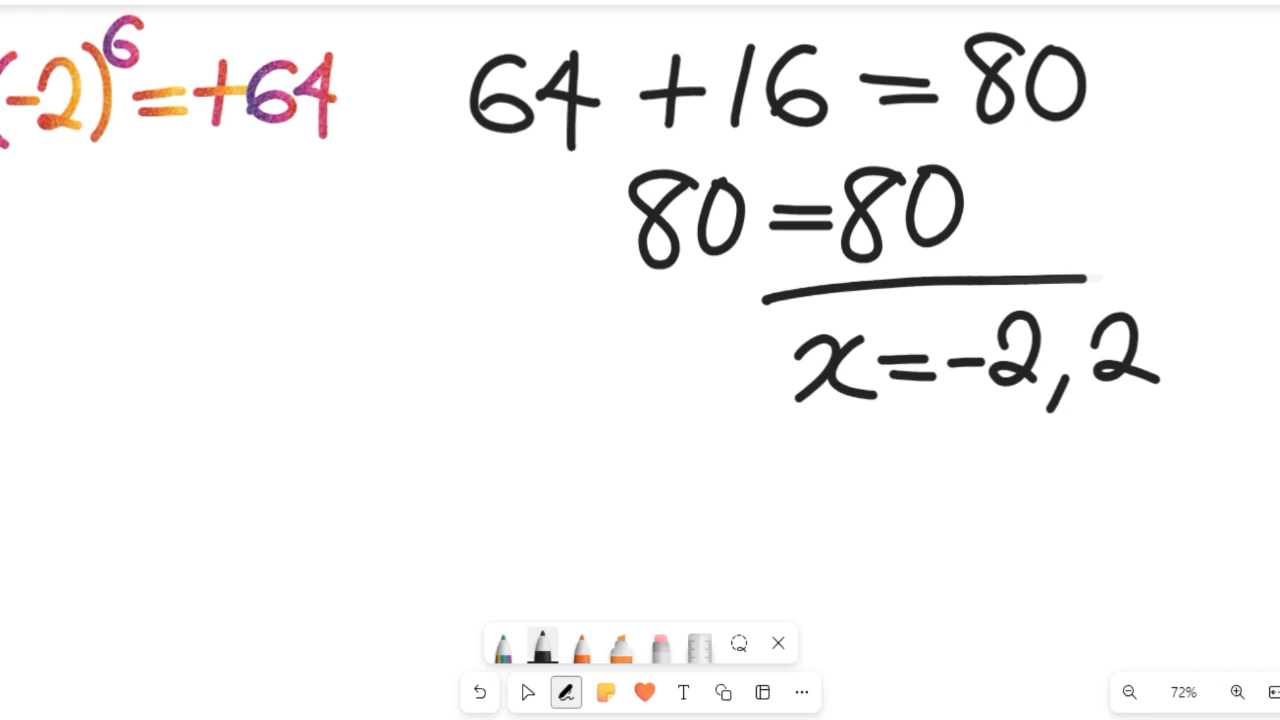 (-2)⁶=+64
64+16=80
80=80
x=-2,2
T
72%